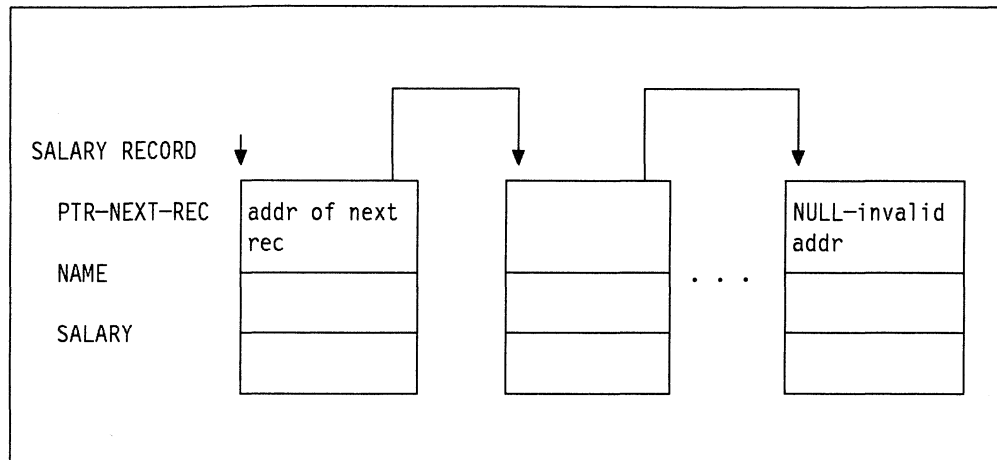 SALARY RECORD
PTR—NEXT—REC
addr of next
rec
NULL—invalid
addr
NAME
. . .
SALARY